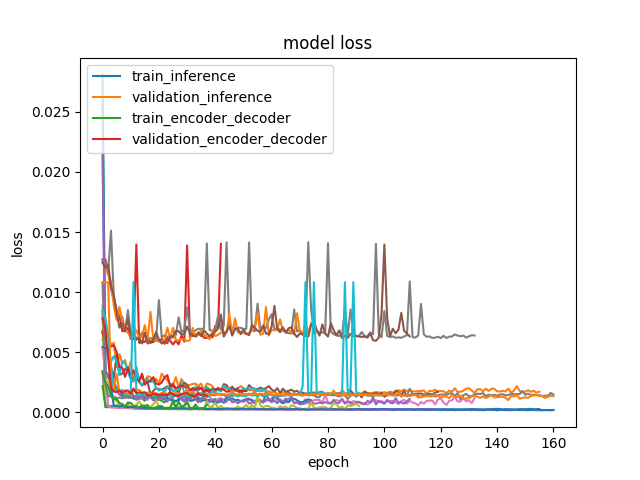 model loss
train_inference
validation_inference
train_encoder_decoder
validation_encoder_decoder
loss
0.025
0.020
0.015
0.010
0.005
0.000
0 20 40 60 80 100 120 140 160
epoch